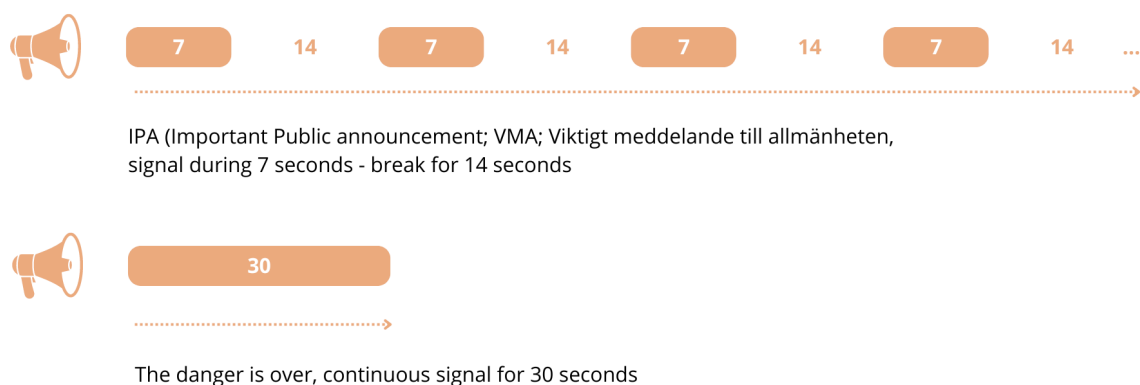 7 14 7 14 7 14 7 14 ...
IPA (Important Public announcement; VMA; Viktigt meddelande till allmänheten,
signal during 7 seconds - break for 14 seconds
30
The danger is over, continuous signal for 30 seconds